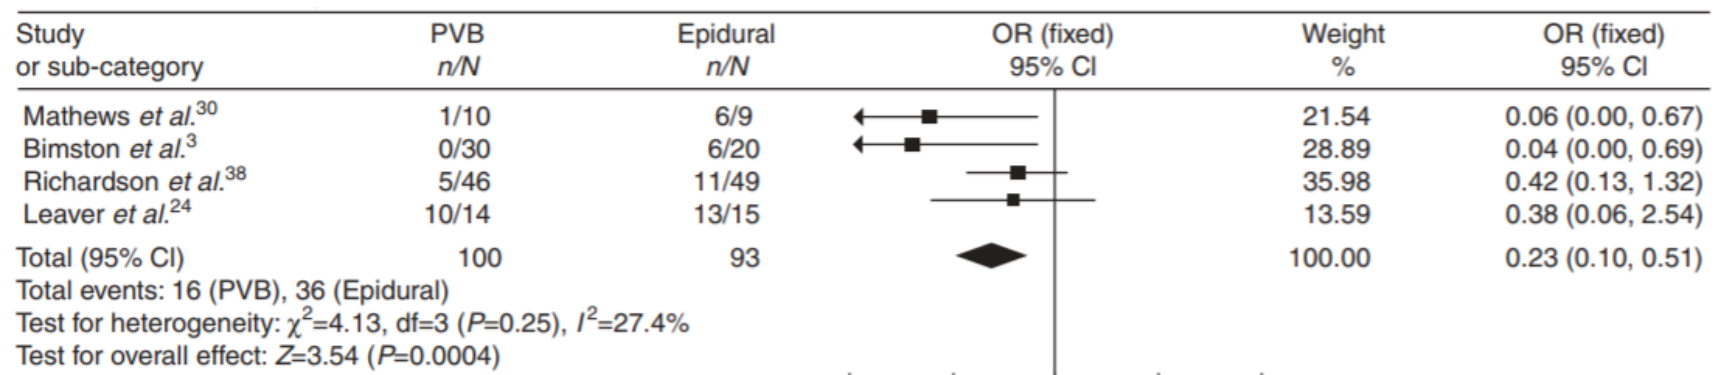 Study PVB Epidural OR (fixed) Weight OR (fixed)
or sub-category n/N n/N 95% CI % 95% CI
Mathews et al.30 1/10 6/9 21.54 0.06 (0.00, 0.67)
Bimston et al.3 0/30 6/20 28.89 0.04 (0.00, 0.69)
Richardson et al.38 5/46 11/49 35.98 0.42 (0.13, 1.32)
Leaver et al.24 10/14 13/15 13.59 0.38 (0.06, 2.54)
Total (95% CI) 100 93 100.00 0.23 (0.10, 0.51)
Total events: 16 (PVB), 36 (Epidural)
Test for heterogeneity: χ2=4.13, df=3 (P=0.25), I2=27.4%
Test for overall effect: Z=3.54 (P=0.0004)